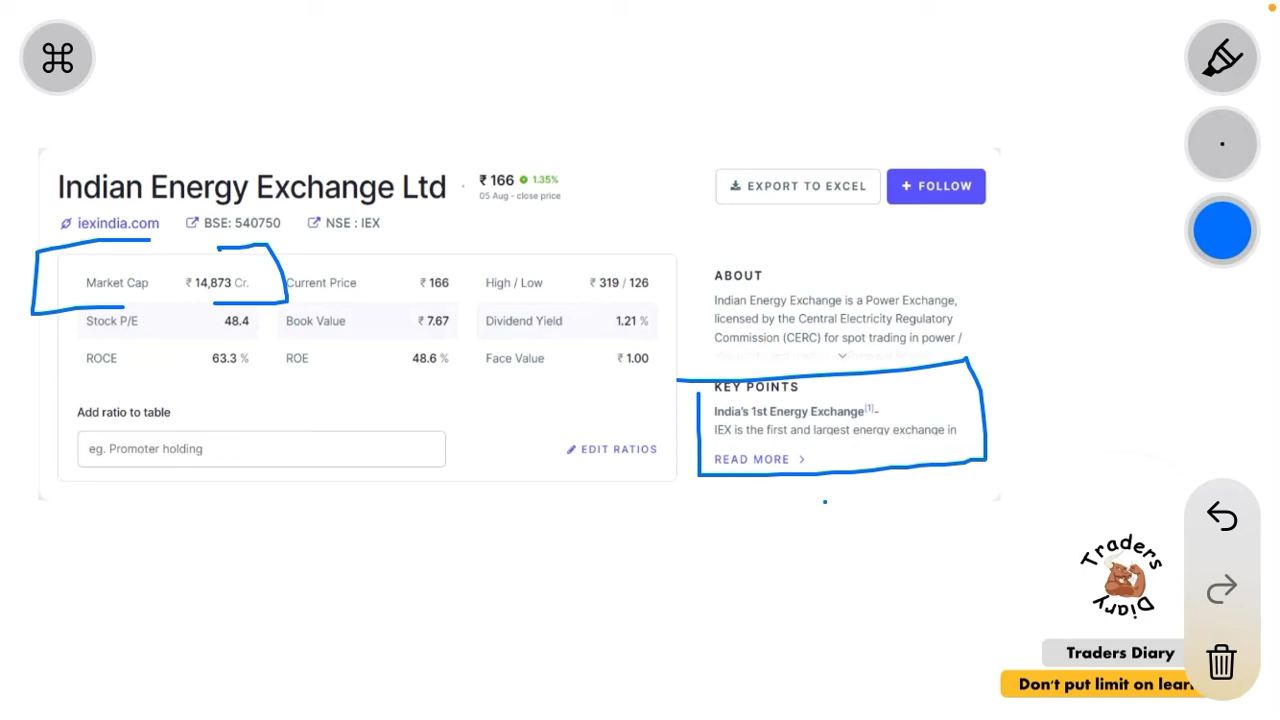 Indian Energy Exchange Ltd · ₹ 166 1.35%
05 Aug - close price
EXPORT TO EXCEL + FOLLOW
iexindia.com BSE: 540750 NSE : IEX
Market Cap ₹ 14,873 Cr. Current Price ₹ 166 High / Low ₹ 319 / 126
Stock P/E 48.4 Book Value ₹ 7.67 Dividend Yield 1.21 %
ROCE 63.3 % ROE 48.6 % Face Value ₹ 1.00
Add ratio to table
eg. Promoter holding
EDIT RATIOS
ABOUT
Indian Energy Exchange is a Power Exchange,
licensed by the Central Electricity Regulatory
Commission (CERC) for spot trading in power /
KEY POINTS
India's 1st Energy Exchange[1]-
IEX is the first and largest energy exchange in
READ MORE >
Traders
Diary
Traders Diary
Don't put limit on